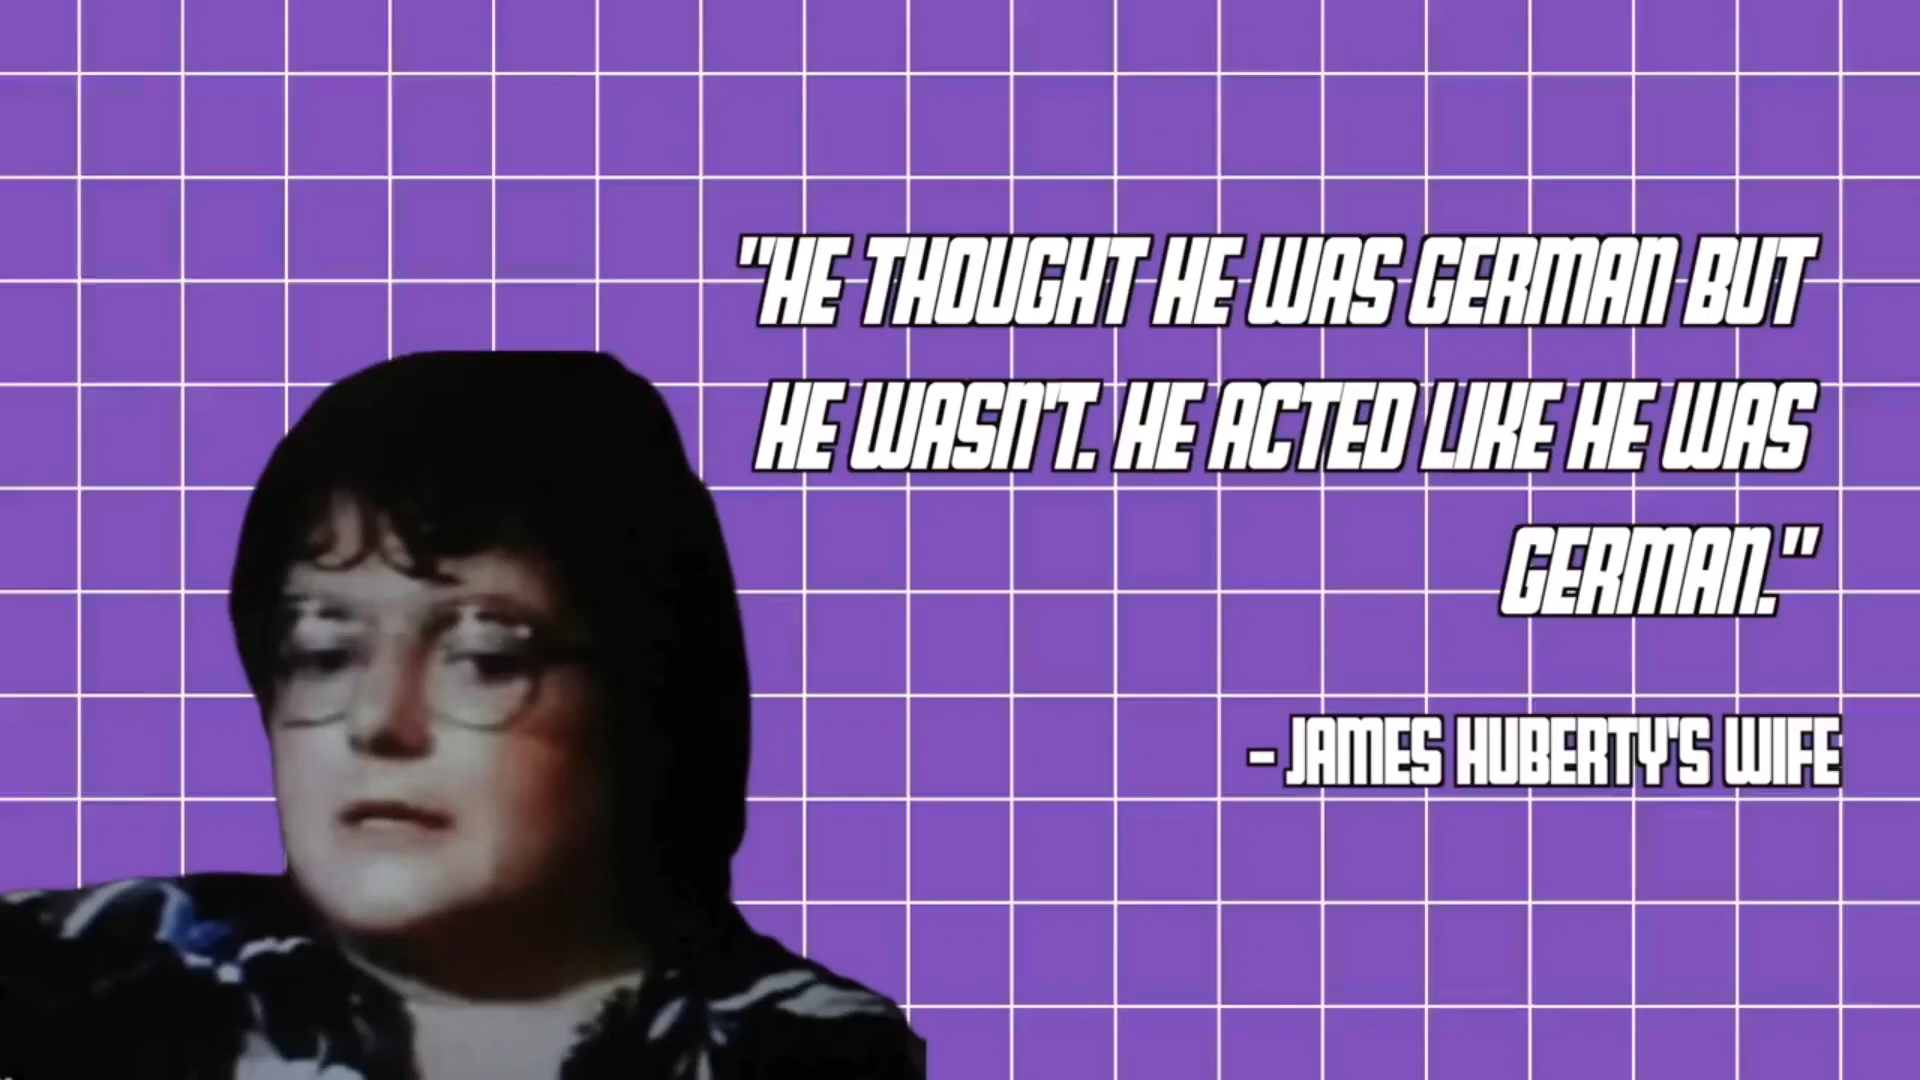 "HE THOUGHT HE WAS GERMAN BUT
HE WASN'T. HE ACTED LIKE HE WAS
GERMAN."
- JAMES HUBERTY'S WIFE